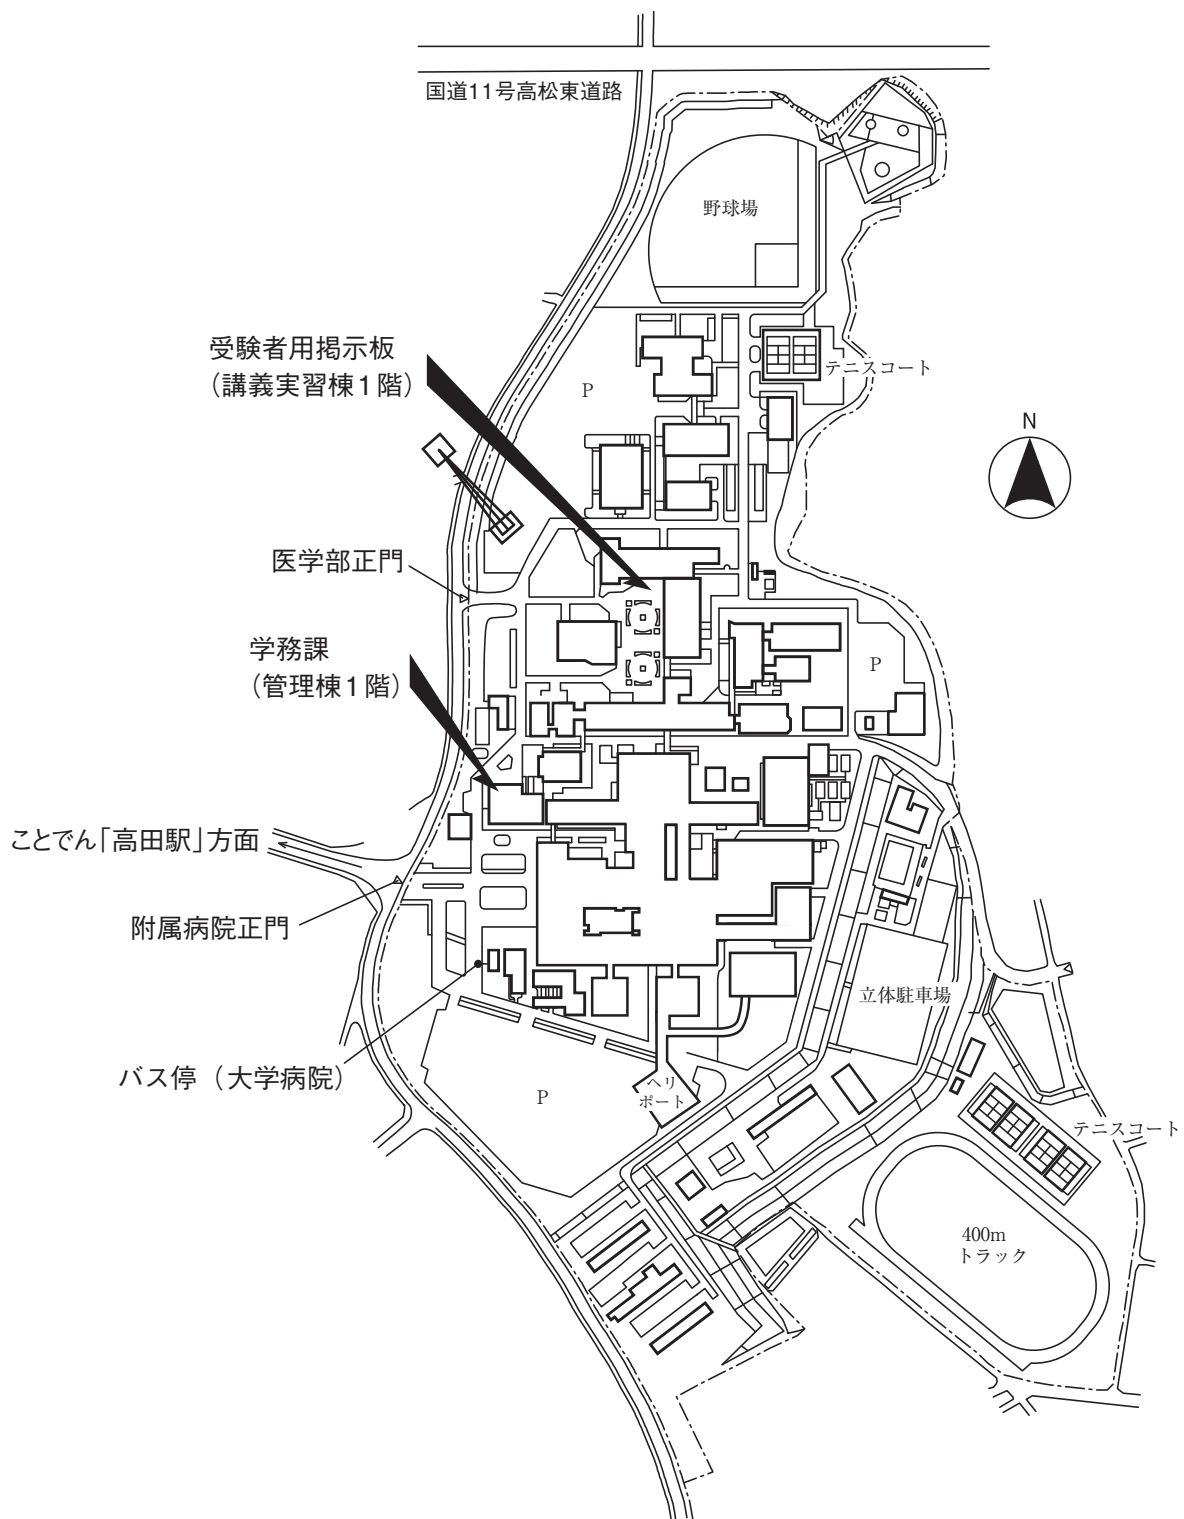 国道11号高松東道路
野球場
受験者用掲示板
（講義実習棟１階）
テニスコート
P
N
医学部正門
学務課
（管理棟１階）
P
ことでん「高田駅」方面
附属病院正門
立体駐車場
バス停（大学病院）
P
ヘリ
ポート
テニスコート
400m
トラック